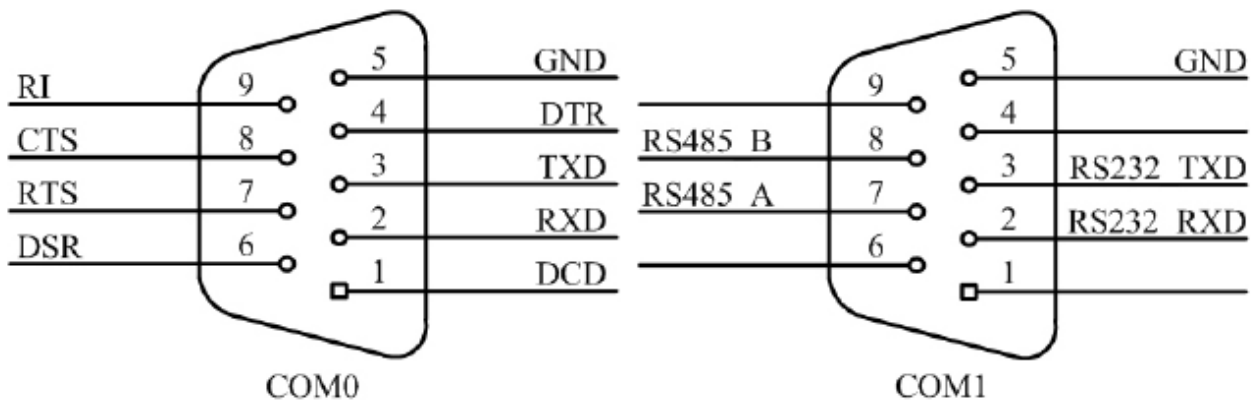 5 GND
RI 9
4 DTR
CTS 8
3 TXD
RTS 7
2 RXD
DSR 6
1 DCD
COM0
5 GND
9
4
RS485 B 8
3 RS232 TXD
RS485 A 7
2 RS232 RXD
6
1
COM1